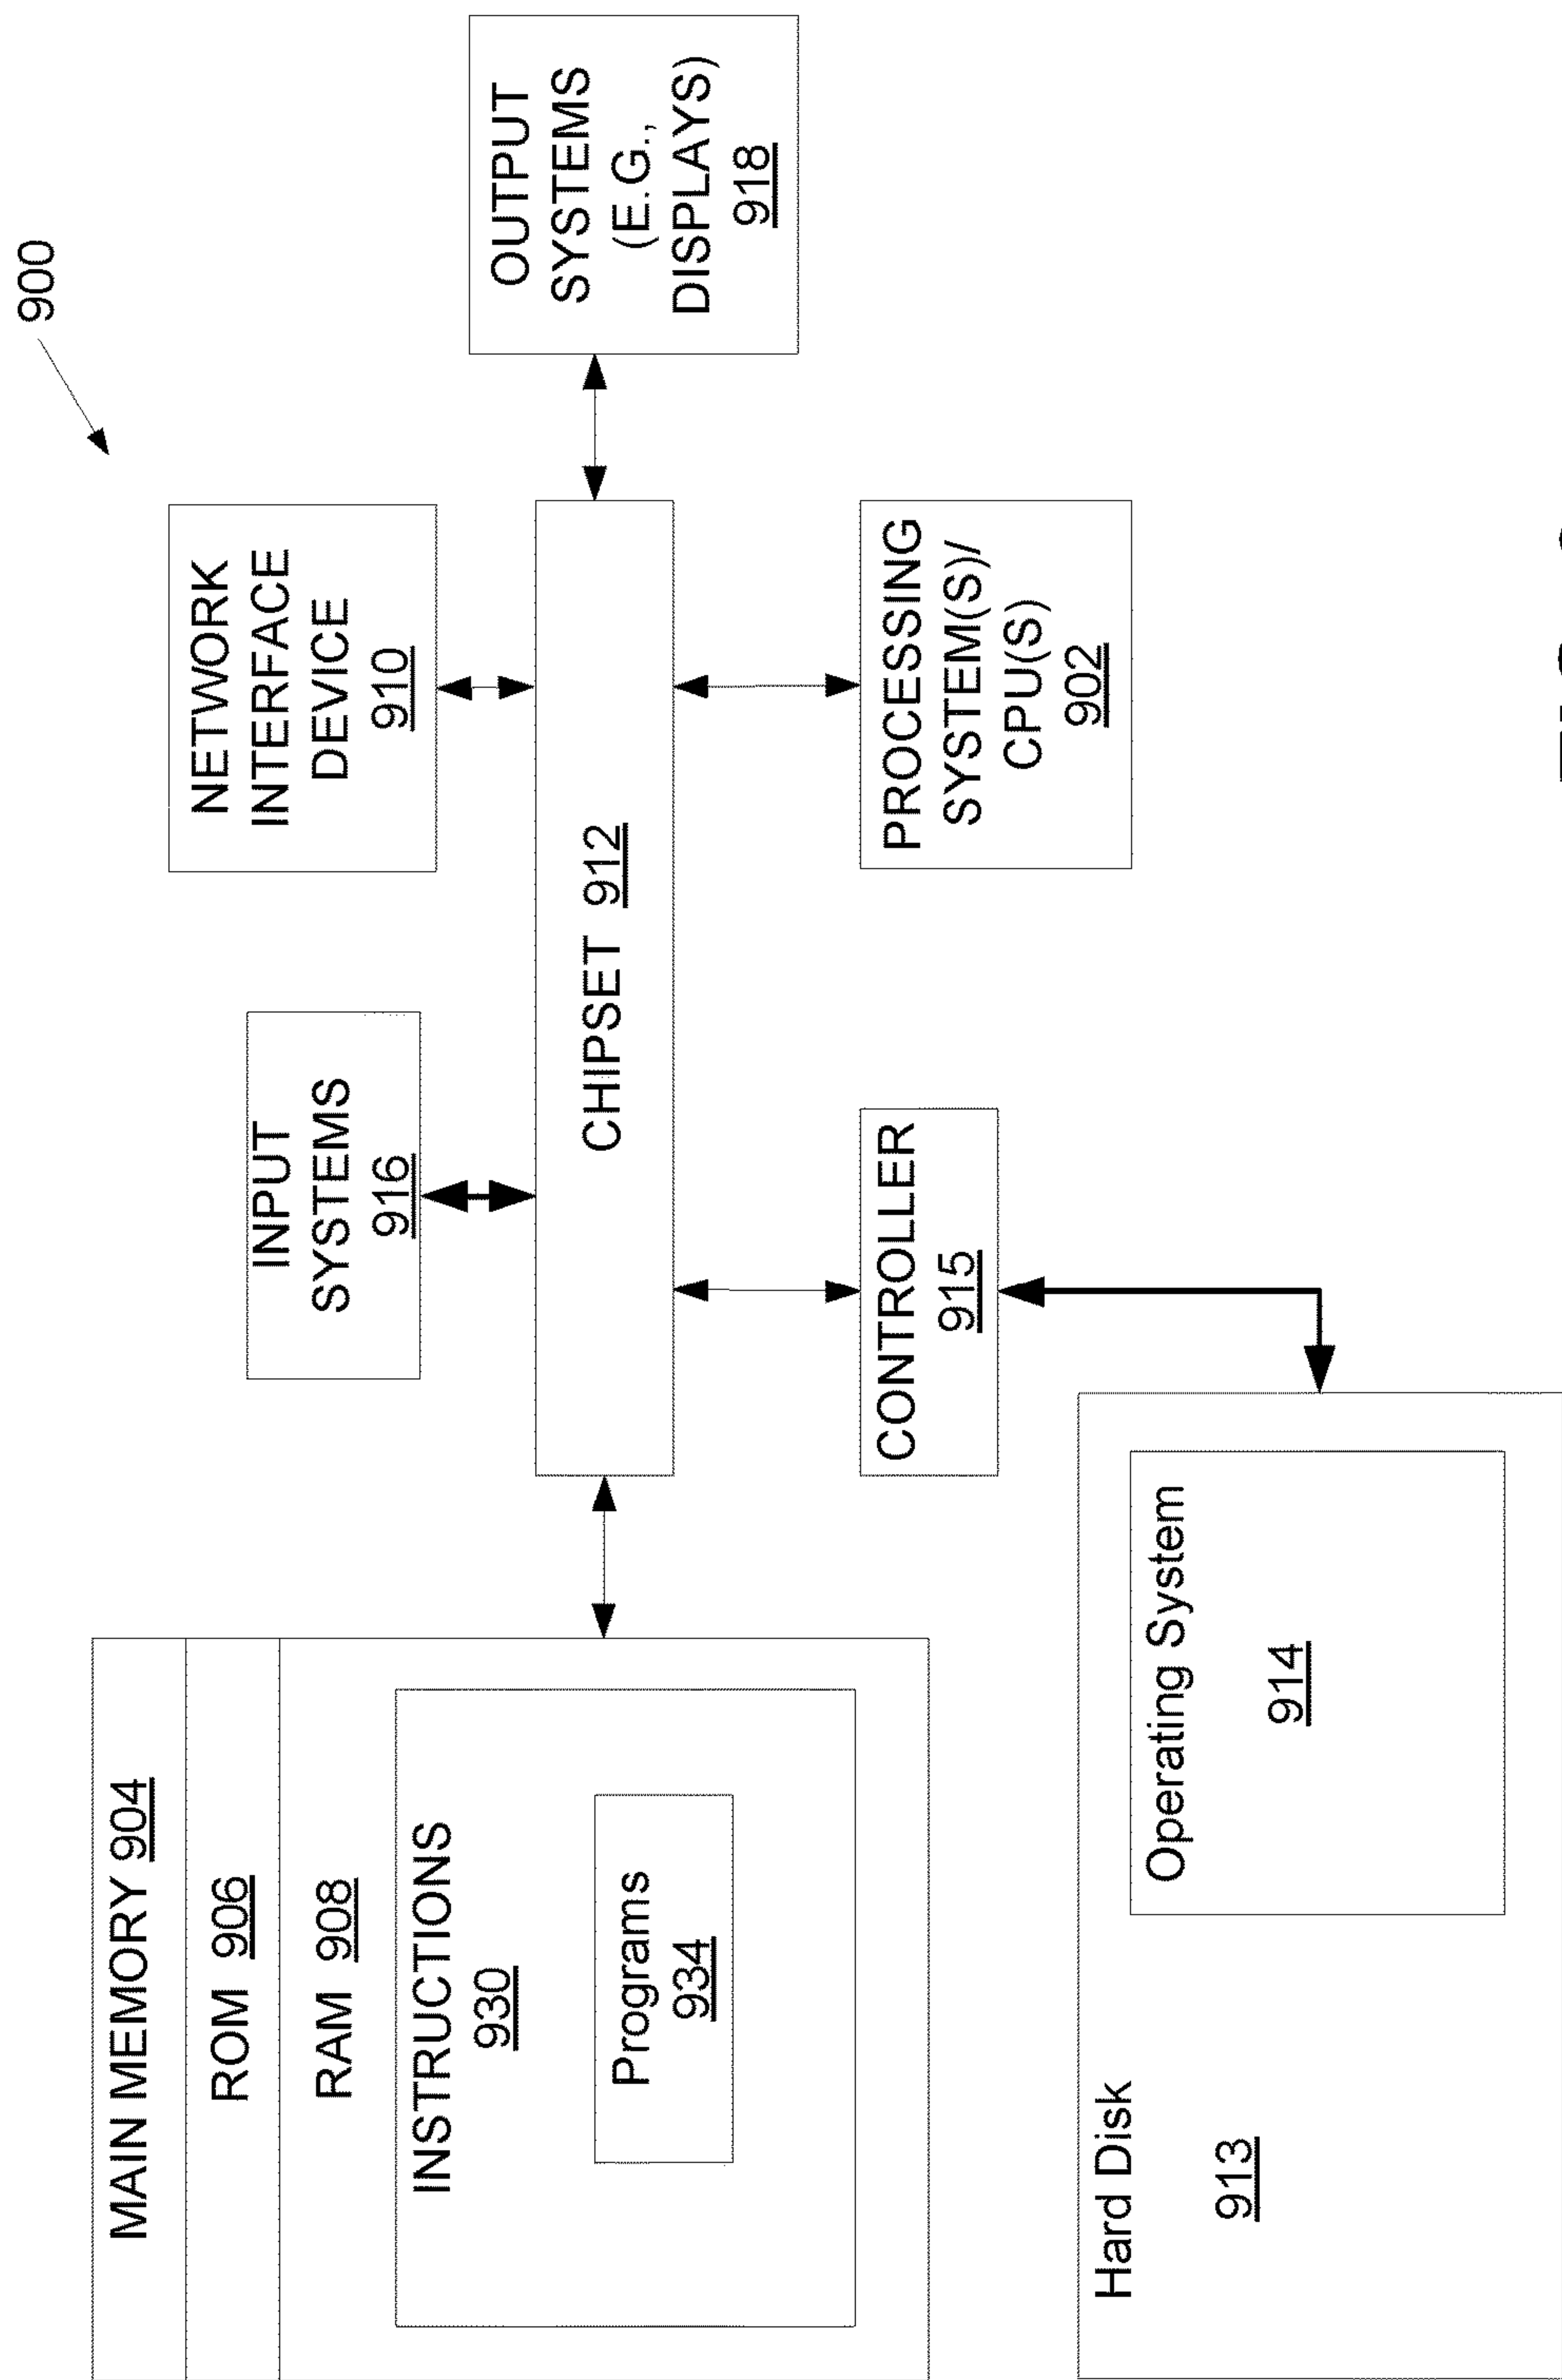 900
MAIN MEMORY 904
ROM 906
RAM 908
INSTRUCTIONS
930
Programs
934
INPUT
SYSTEMS
916
NETWORK
INTERFACE
DEVICE
910
CHIPSET 912
OUTPUT
SYSTEMS
(E.G.,
DISPLAYS)
918
CONTROLLER
915
PROCESSING
SYSTEM(S)/
CPU(S)
902
Hard Disk
913
Operating System
914